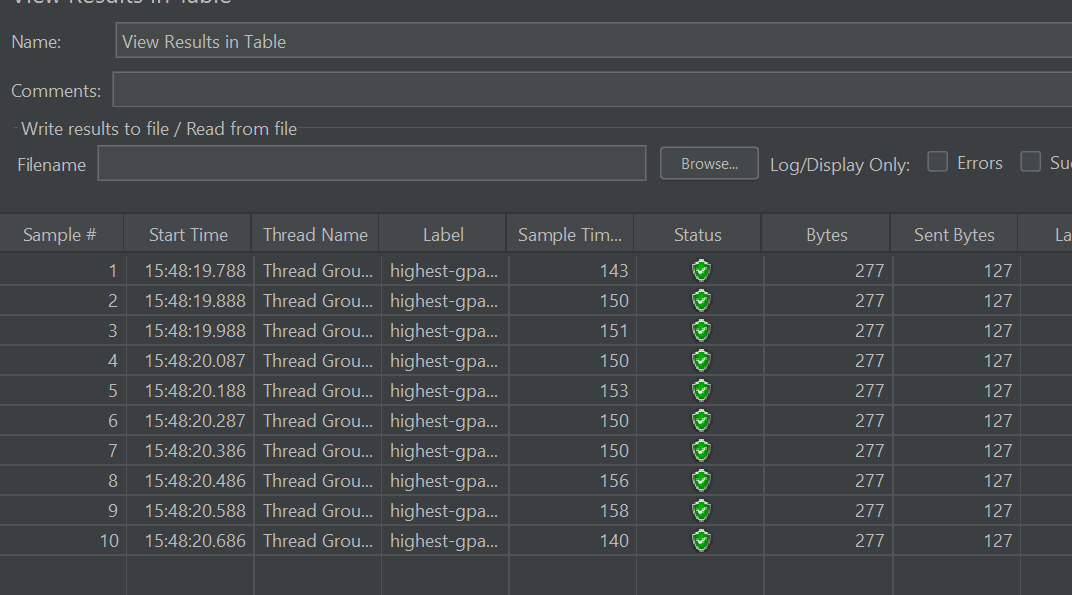 View Results in Table
Name: View Results in Table
Comments:
Write results to file / Read from file
Filename Browse... Log/Display Only: Errors Suc
Sample # Start Time Thread Name Label Sample Tim... Status Bytes Sent Bytes La
1 15:48:19.788 Thread Grou... highest-gpa... 143 277 127
2 15:48:19.888 Thread Grou... highest-gpa... 150 277 127
3 15:48:19.988 Thread Grou... highest-gpa... 151 277 127
4 15:48:20.087 Thread Grou... highest-gpa... 150 277 127
5 15:48:20.188 Thread Grou... highest-gpa... 153 277 127
6 15:48:20.287 Thread Grou... highest-gpa... 150 277 127
7 15:48:20.386 Thread Grou... highest-gpa... 150 277 127
8 15:48:20.486 Thread Grou... highest-gpa... 156 277 127
9 15:48:20.588 Thread Grou... highest-gpa... 158 277 127
10 15:48:20.686 Thread Grou... highest-gpa... 140 277 127